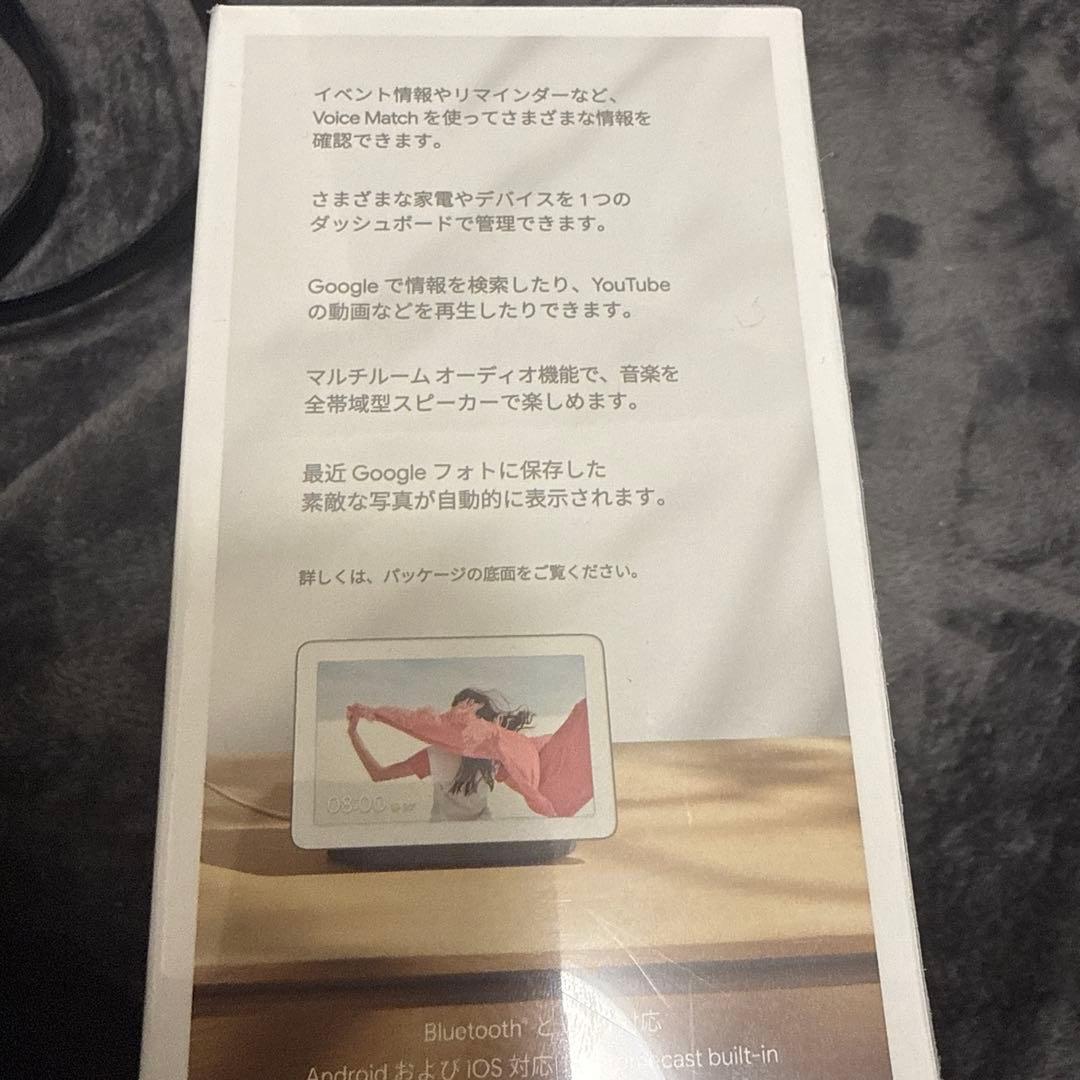 イベント情報やリマインダーなど、
Voice Match を使ってさまざまな情報を
確認できます。
さまざまな家電やデバイスを1つの
ダッシュボードで管理できます。
Google で情報を検索したり、YouTube
の動画などを再生したりできます。
マルチルーム オーディオ機能で、音楽を
全帯域型スピーカーで楽しめます。
最近 Google フォトに保存した
素敵な写真が自動的に表示されます。
詳しくは、パッケージの底面をご覧ください。
08:00
Bluetooth® と 対応
Android および iOS 対応 built-in